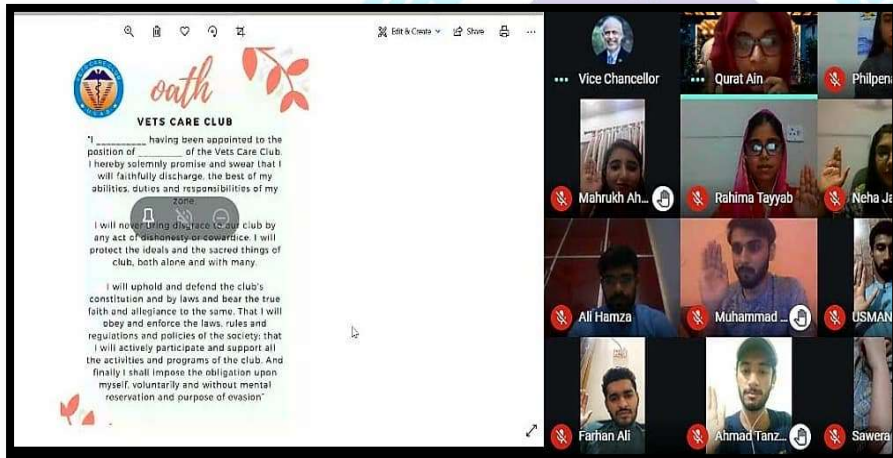 Edit & Create
Share
VETS CARE CLUB
oath
VETS CARE CLUB
"I __________ having been appointed to the
position of ________ of the Vets Care Club.
I hereby solemnly promise and swear that I
will faithfully discharge, the best of my
abilities, duties and responsibilities of my
zone.
I will never bring disgrace to our club by
any act of dishonesty or cowardice. I will
protect the ideals and the sacred things of
club, both alone and with many.
I will uphold and defend the club's
constitution and by laws and bear the true
faith and allegiance to the same. That I will
obey and enforce the laws, rules and
regulations and policies of the society; that
I will actively participate and support all
the activities and programs of the club. And
finally I shall impose the obligation upon
myself, voluntarily and without mental
reservation and purpose of evasion"
Vice Chancellor
Qurat Ain
Philpen
Mahrukh Ah...
Rahima Tayyab
Neha Ja
Ali Hamza
Muhammad ...
USMAN
Farhan Ali
Ahmad Tanz...
Sawera